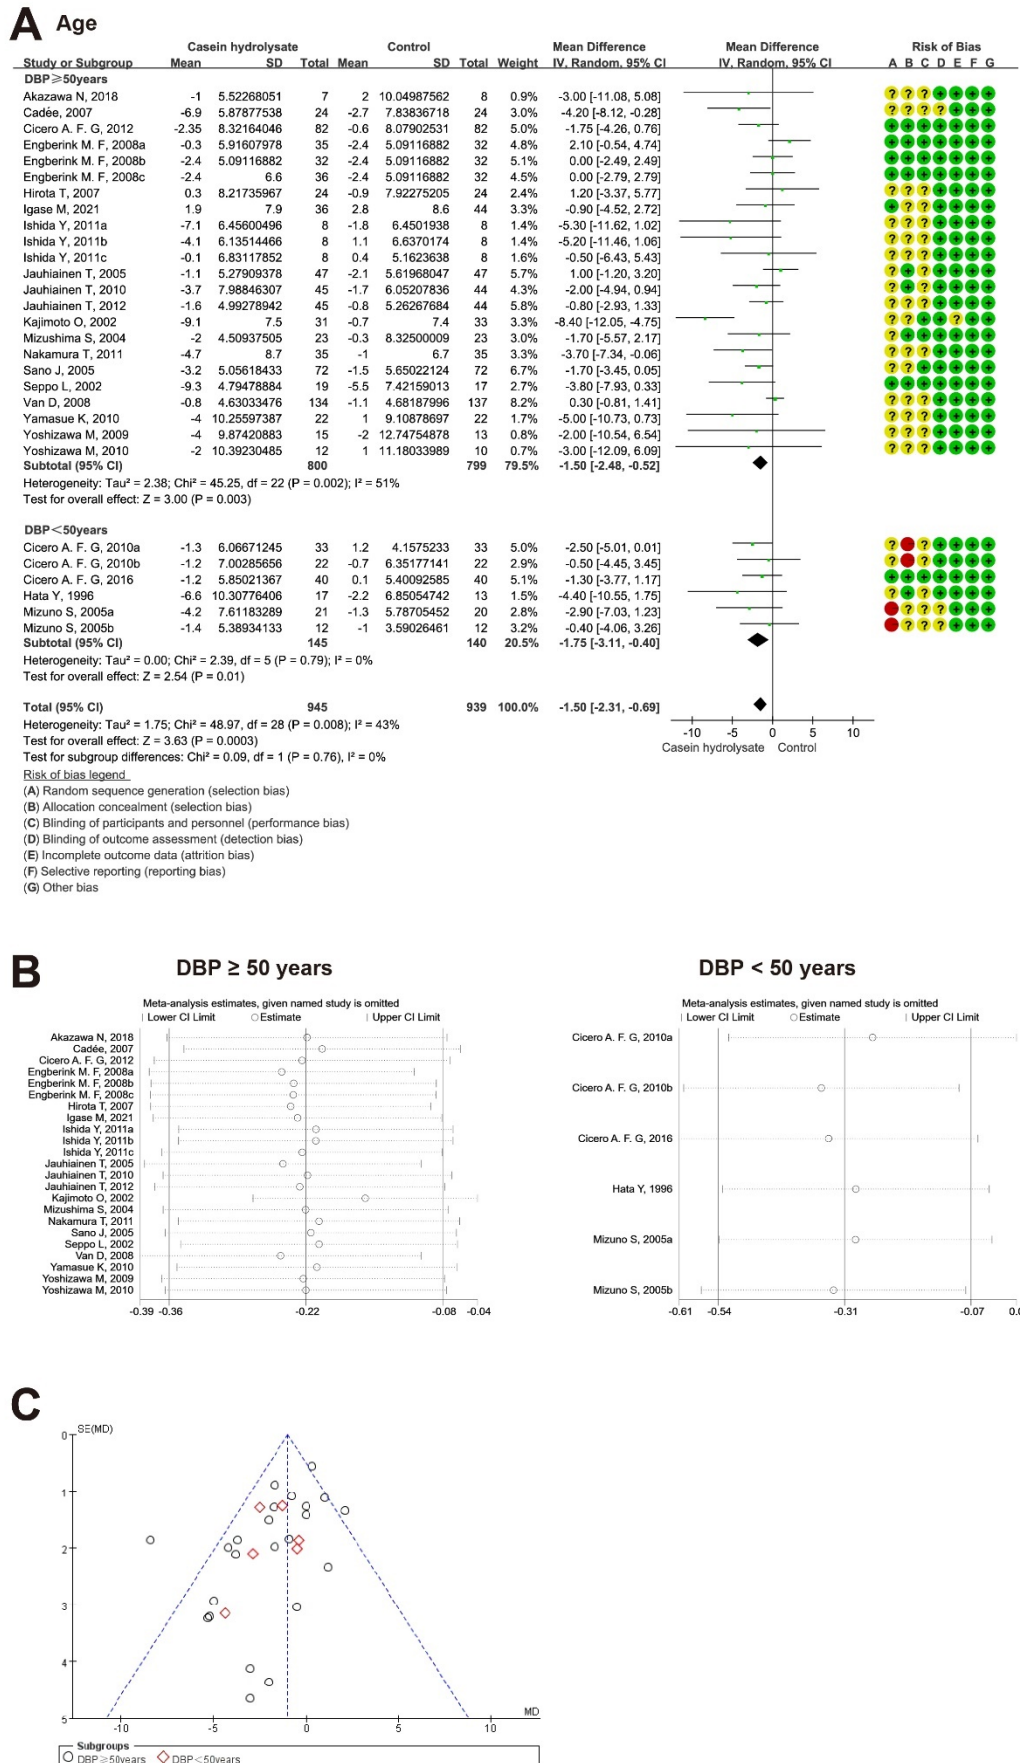 A Age
Casein hydrolysate Control Mean Difference Mean Difference Risk of Bias
Study or Subgroup Mean SD Total Mean SD Total Weight IV. Random. 95% CI IV. Random. 95% CI A B C D E F G
DBP≥50years
Akazawa N, 2018 -1 5.52268051 7 2 10.04987562 8 0.9% -3.00 [-11.08, 5.08] ? ? ? + + + +
Cadée, 2007 -6.9 5.87877538 24 -2.7 7.83836718 24 3.0% -4.20 [-8.12, -0.28] ? ? ? ? + + +
Cicero A. F. G, 2012 -2.35 8.32164046 82 -0.6 8.07902531 82 5.1% -1.75 [-4.26, 0.76] + + + + + + +
Engberink M. F, 2008a -0.3 5.91607978 35 -2.4 5.09116882 32 4.8% 2.10 [-0.54, 4.74] + + + + + + +
Engberink M. F, 2008b -2.4 5.09116882 32 -2.4 5.09116882 32 5.1% 0.00 [-2.49, 2.49] + + + + + + +
Engberink M. F, 2008c -2.4 6.6 36 -2.4 5.09116882 32 4.5% 0.00 [-2.79, 2.79] + + + + + + +
Hirota T, 2007 0.3 8.21735967 24 -0.9 7.92275205 24 2.3% 1.20 [-3.37, 5.77] ? ? ? + + + +
Igase M, 2021 1.9 7.9 36 2.8 8.6 44 3.3% -0.90 [-4.52, 2.72] + ? ? + + + +
Ishida Y, 2011a -7.1 6.45600496 8 -1.8 6.4501938 8 1.4% -5.30 [-11.62, 1.02] ? ? ? + + + +
Ishida Y, 2011b -4.1 6.13514466 8 1.1 6.6370174 8 1.4% -5.20 [-11.46, 1.06] ? ? ? + + + +
Ishida Y, 2011c -0.1 6.83117852 8 0.4 5.1623638 8 1.6% -0.50 [-6.43, 5.43] ? ? ? + + + +
Jauhiainen T, 2005 -1.1 5.27909378 47 -2.1 5.61968047 47 5.7% 1.00 [-1.20, 3.20] ? + ? + + + +
Jauhiainen T, 2010 -3.7 7.98846307 45 -1.7 6.05207836 44 4.3% -2.00 [-4.94, 0.94] ? + ? + + + +
Jauhiainen T, 2012 -1.6 4.99278942 45 -0.8 5.26267684 44 5.8% -0.80 [-2.93, 1.33] ? ? ? + + + +
Kajimoto O, 2002 -9.1 7.5 31 -0.7 7.4 33 3.3% -8.40 [-12.05, -4.75] ? ? + + ? + +
Mizushima S, 2004 -2 4.50937505 23 -0.3 8.32500009 23 3.0% -1.70 [-5.57, 2.17] ? + + + + + +
Nakamura T, 2011 -4.7 8.7 35 -1 6.7 35 3.3% -3.70 [-7.34, -0.06] ? ? ? + + + +
Sano J, 2005 -3.2 5.05618433 72 -1.5 5.65022124 72 6.7% -1.70 [-3.45, 0.05] ? ? + + + + +
Seppo L, 2002 -9.3 4.79478884 19 -5.5 7.42159013 17 2.7% -3.80 [-7.93, 0.33] + + + + + + +
Van D, 2008 -0.8 4.63033476 134 -1.1 4.68187996 137 8.2% 0.30 [-0.81, 1.41] ? ? ? + + + +
Yamasue K, 2010 -4 10.25597387 22 1 9.10878697 22 1.7% -5.00 [-10.73, 0.73] ? ? ? + + + +
Yoshizawa M, 2009 -4 9.87420883 15 -2 12.74754878 13 0.8% -2.00 [-10.54, 6.54] ? ? ? + + + +
Yoshizawa M, 2010 -2 10.39230485 12 1 11.18033989 10 0.7% -3.00 [-12.09, 6.09] ? ? ? + + + +
Subtotal (95% CI) 800 799 79.5% -1.50 [-2.48, -0.52]
Heterogeneity: Tau² = 2.38; Chi² = 45.25, df = 22 (P = 0.002); I² = 51%
Test for overall effect: Z = 3.00 (P = 0.003)
DBP<50years
Cicero A. F. G, 2010a -1.3 6.06671245 33 1.2 4.1575233 33 5.0% -2.50 [-5.01, 0.01] ? ? + + + +
Cicero A. F. G, 2010b -1.2 7.00285656 22 -0.7 6.35177141 22 2.9% -0.50 [-4.45, 3.45] ? ? + + + +
Cicero A. F. G, 2016 -1.2 5.85021367 40 0.1 5.40092585 40 5.1% -1.30 [-3.77, 1.17] + + + + + + +
Hata Y, 1996 -6.6 10.30776406 17 -2.2 6.85054742 13 1.5% -4.40 [-10.55, 1.75] ? + ? + + + +
Mizuno S, 2005a -4.2 7.61183289 21 -1.3 5.78705452 20 2.8% -2.90 [-7.03, 1.23] ? ? ? + + +
Mizuno S, 2005b -1.4 5.38934133 12 -1 3.59026461 12 3.2% -0.40 [-4.06, 3.26] ? ? + + + +
Subtotal (95% CI) 145 140 20.5% -1.75 [-3.11, -0.40]
Heterogeneity: Tau² = 0.00; Chi² = 2.39, df = 5 (P = 0.79); I² = 0%
Test for overall effect: Z = 2.54 (P = 0.01)
Total (95% CI) 945 939 100.0% -1.50 [-2.31, -0.69]
Heterogeneity: Tau² = 1.75; Chi² = 48.97, df = 28 (P = 0.008); I² = 43%
Test for overall effect: Z = 3.63 (P = 0.0003)
Test for subgroup differences: Chi² = 0.09, df = 1 (P = 0.76), I² = 0%
-10 -5 0 5 10
Casein hydrolysate Control
Risk of bias legend
(A) Random sequence generation (selection bias)
(B) Allocation concealment (selection bias)
(C) Blinding of participants and personnel (performance bias)
(D) Blinding of outcome assessment (detection bias)
(E) Incomplete outcome data (attrition bias)
(F) Selective reporting (reporting bias)
(G) Other bias
B
DBP ≥ 50 years
Meta-analysis estimates, given named study is omitted
Lower CI Limit Estimate Upper CI Limit
Akazawa N, 2018
Cadée, 2007
Cicero A. F. G, 2012
Engberink M. F, 2008a
Engberink M. F, 2008b
Engberink M. F, 2008c
Hirota T, 2007
Igase M, 2021
Ishida Y, 2011a
Ishida Y, 2011b
Ishida Y, 2011c
Jauhiainen T, 2005
Jauhiainen T, 2010
Jauhiainen T, 2012
Kajimoto O, 2002
Mizushima S, 2004
Nakamura T, 2011
Sano J, 2005
Seppo L, 2002
Van D, 2008
Yamasue K, 2010
Yoshizawa M, 2009
Yoshizawa M, 2010
-0.39 -0.36 -0.22 -0.08 -0.04
DBP < 50 years
Meta-analysis estimates, given named study is omitted
Lower CI Limit Estimate Upper CI Limit
Cicero A. F. G, 2010a
Cicero A. F. G, 2010b
Cicero A. F. G, 2016
Hata Y, 1996
Mizuno S, 2005a
Mizuno S, 2005b
-0.61 -0.54 -0.31 -0.07
C
SE(MD)
0
1
2
3
4
5
MD
-10 -5 0 5 10
Subgroups
DBP≥50years DBP<50years